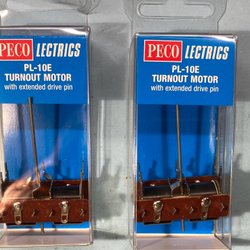 PECO LECTRICS
PL-10E
TURNOUT MOTOR
with extended drive pin
PECO LECTRICS
PL-10E
TURNOUT MOTOR
with extended drive pin